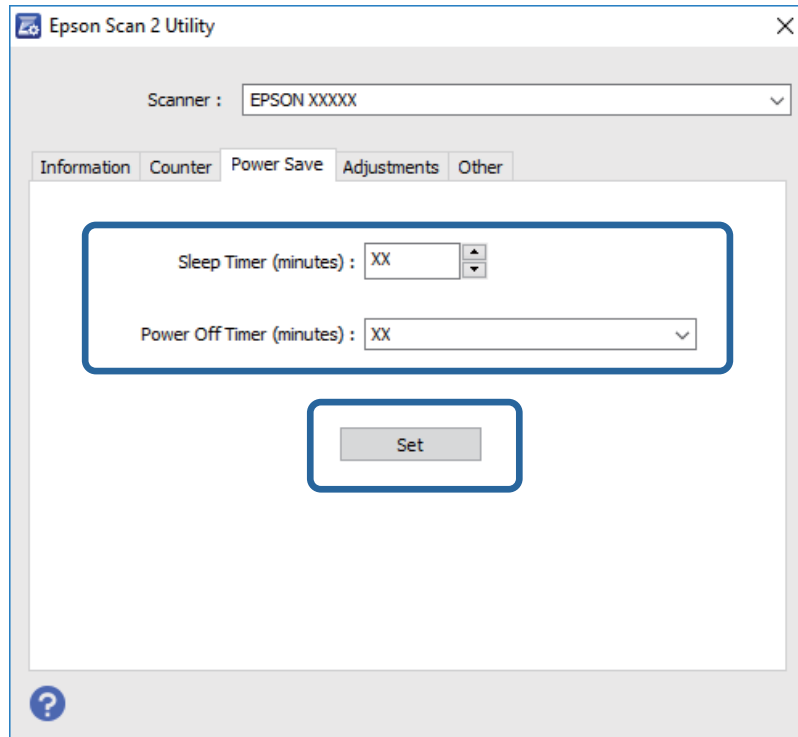 Epson Scan 2 Utility
Scanner : EPSON XXXXX
Information Counter Power Save Adjustments Other
Sleep Timer (minutes) : XX
Power Off Timer (minutes) : XX
Set
?